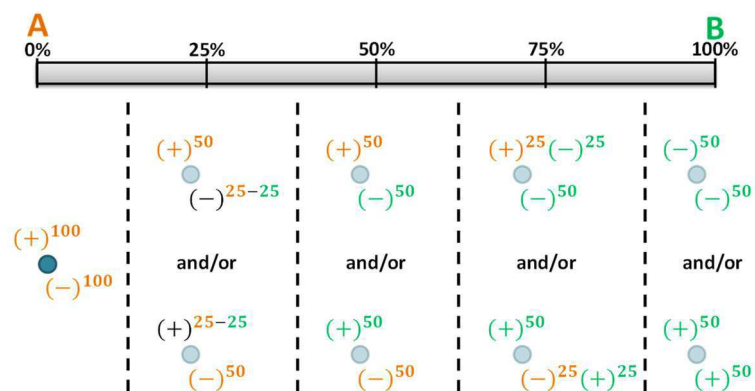 A B
0% 25% 50% 75% 100%
(+)^50 (+)^50 (+)^25 (−)^25 (−)^50
(−)^25−25 (−)^50 (−)^50 (−)^50
(+)^100
and/or and/or and/or and/or
(−)^100
(+)^25−25 (+)^50 (+)^50 (+)^50
(−)^50 (−)^50 (−)^25 (+)^25 (+)^50